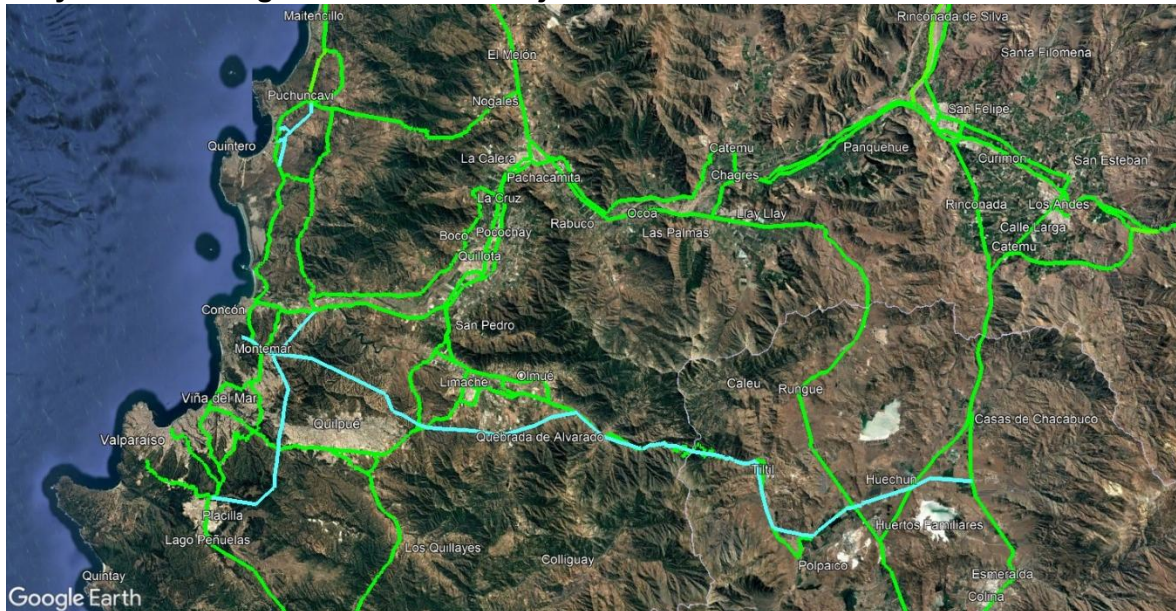 Maitencillo
Rinconada de Silva
Santa Filomena
El Melón
Puchuncaví
Nogales
San Felipe
Quintero
La Calera
Catemu
Panquehue
Curimon
San Esteban
Pachacamita
Chagres
La Cruz
Rinconada
Los Andes
Ocoa
Llay Llay
Rabuco
Las Palmas
Calle Larga
Boco
Pocochay
Catemu
Quillota
Concón
San Pedro
Montemar
Limache
Olmué
Caleu
Rungue
Viña del Mar
Casas de Chacabuco
Quilpué
Valparaíso
Quebrada de Alvarado
Tiltil
Huechun
Placilla
Huertos Familiares
Lago Peñuelas
Los Quillayes
Colliguay
Polpaico
Quintay
Esmeralda
Colina
Google Earth